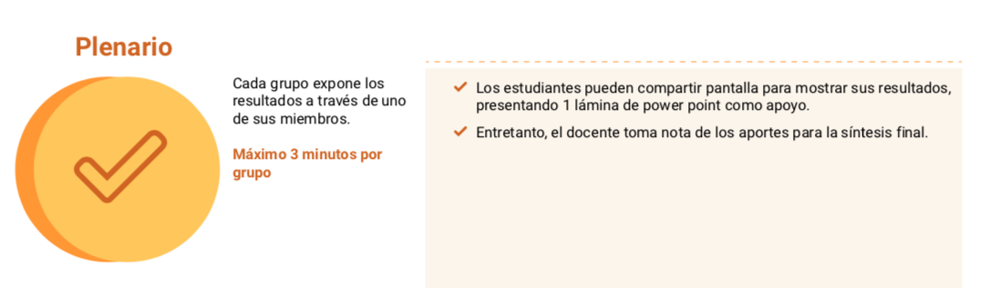 Plenario
Cada grupo expone los
resultados a través de uno
de sus miembros.
Máximo 3 minutos por
grupo
Los estudiantes pueden compartir pantalla para mostrar sus resultados,
presentando 1 lámina de power point como apoyo.
Entretanto, el docente toma nota de los aportes para la síntesis final.